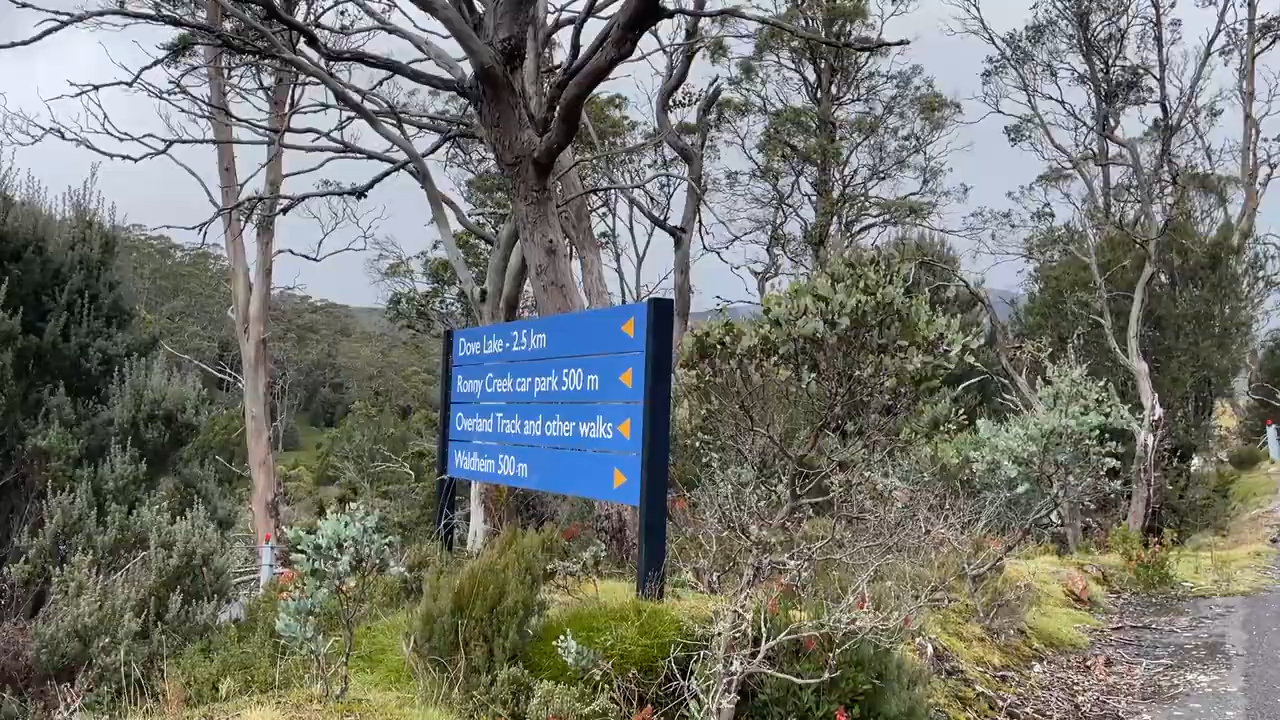 Dove Lake - 2.5 km
Ronny Creek car park 500 m
Overland Track and other walks
Waldheim 500 m